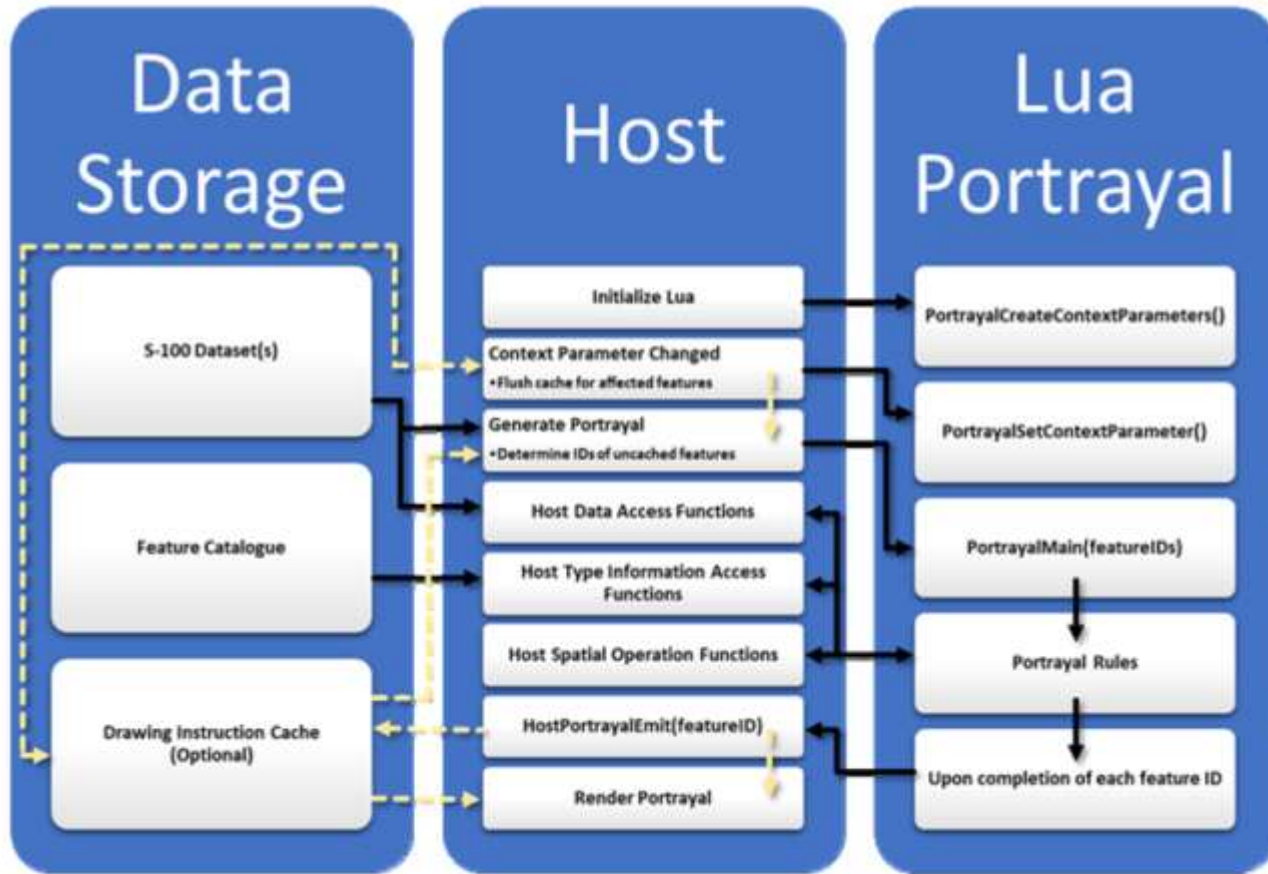 Data
Storage
S-100 Dataset(s)
Feature Catalogue
Drawing Instruction Cache
(Optional)
Host
Initialize Lua
Context Parameter Changed
•Flush cache for affected features
Generate Portrayal
•Determine IDs of uncached features
Host Data Access Functions
Host Type Information Access
Functions
Host Spatial Operation Functions
HostPortrayalEmit(featureID)
Render Portrayal
Lua
Portrayal
PortrayalCreateContextParameters()
PortrayalSetContextParameter()
PortrayalMain(featureIDs)
Portrayal Rules
Upon completion of each feature ID